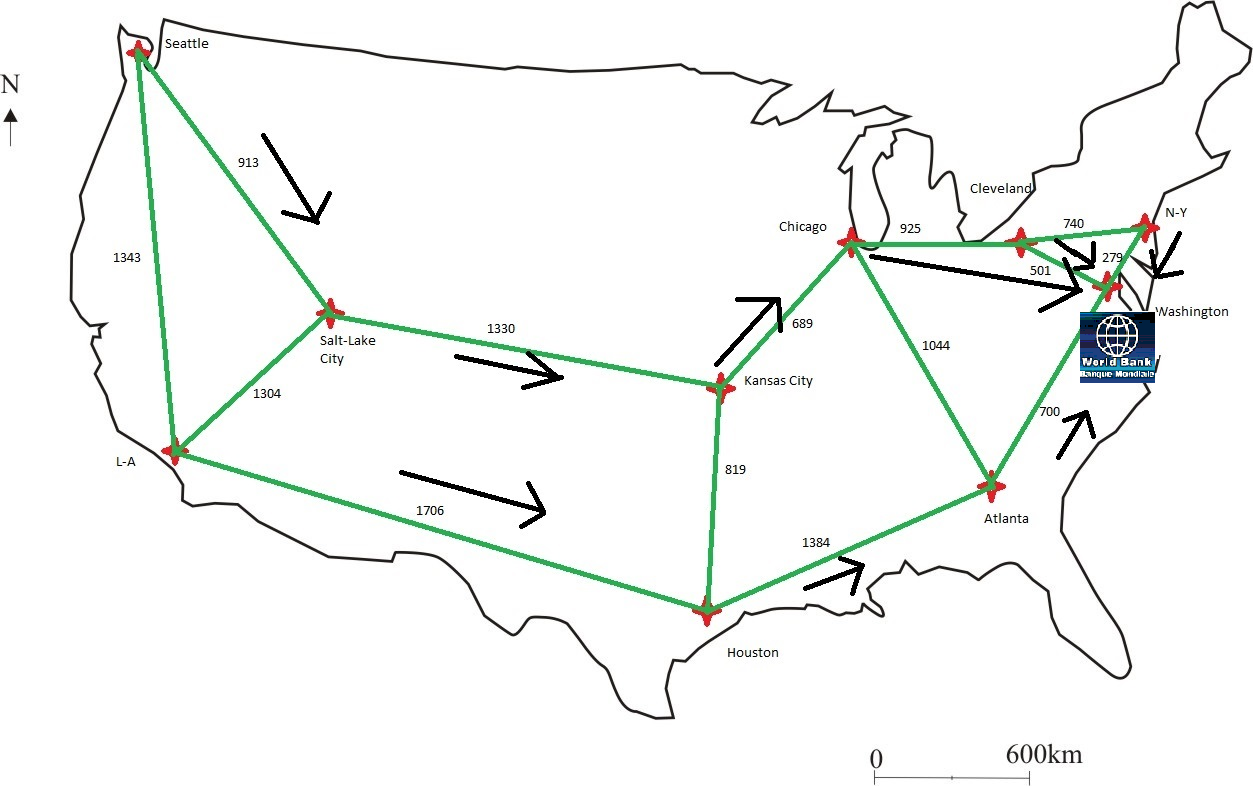 Seattle
N
913
Cleveland
N-Y
Chicago
925
740
1343
279
501
Washington
1330
689
Salt-Lake
City
1044
World Bank
Banque Mondiale
Kansas City
1304
700
L-A
819
1706
Atlanta
1384
Houston
0
600km